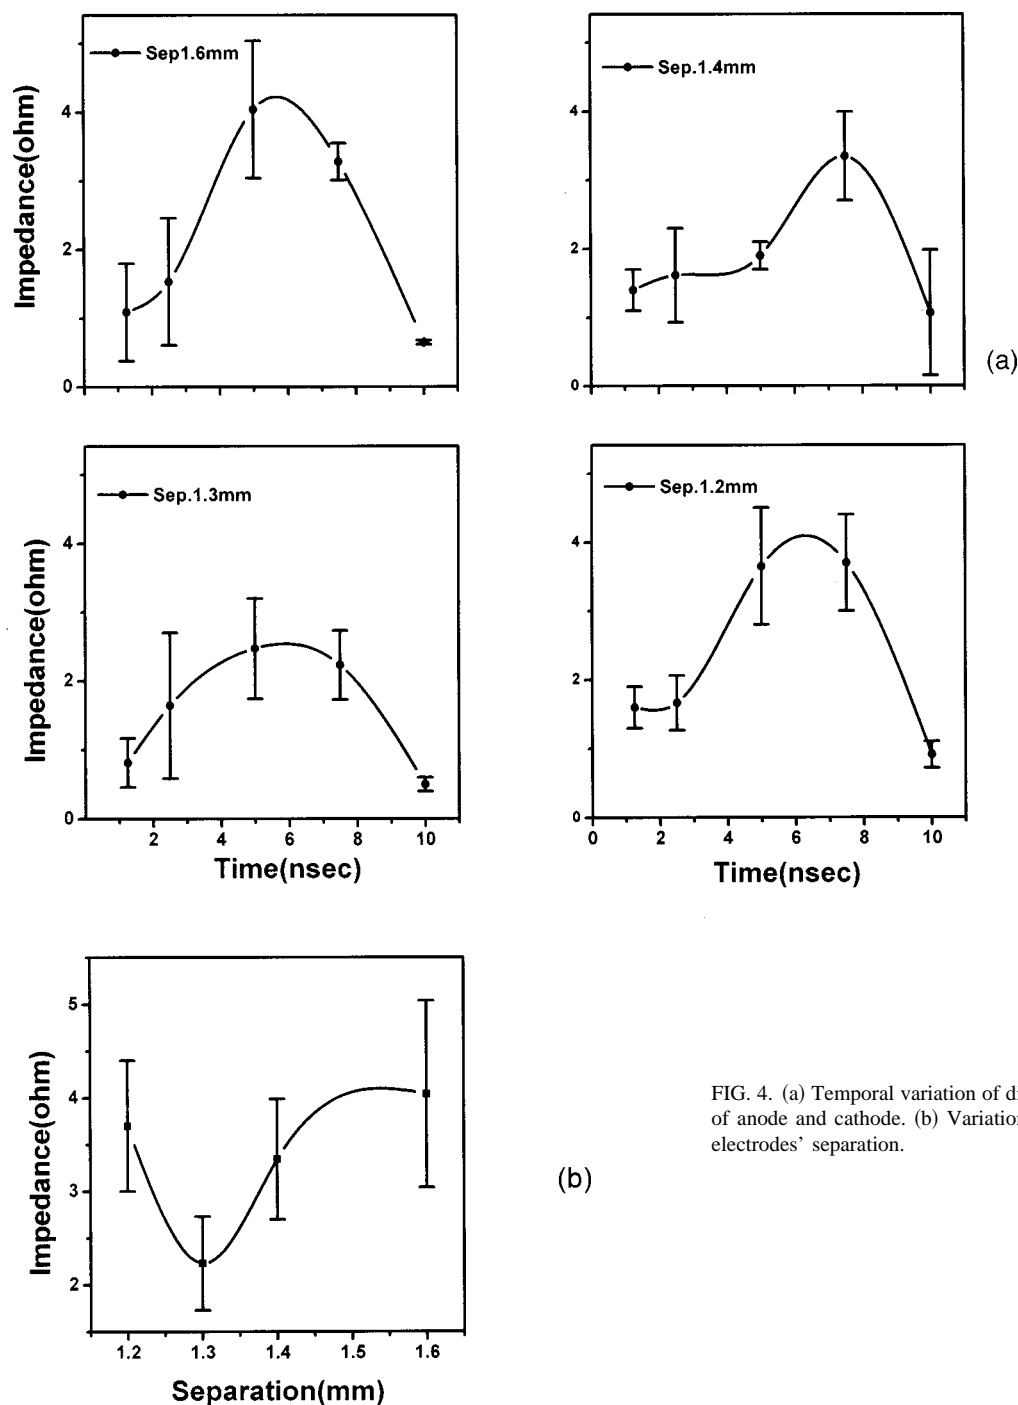 Sep1.6mm
Impedance(ohm)
4
2
0
Sep.1.4mm
4
2
0
(a)
Sep.1.3mm
Impedance(ohm)
4
2
0
2 4 6 8 10
Time(nsec)
Sep.1.2mm
4
2
0
0 2 4 6 8 10
Time(nsec)
Impedance(ohm)
5
4
3
2
1.2 1.3 1.4 1.5 1.6
Separation(mm)
(b)
FIG. 4. (a) Temporal variation of
of anode and cathode. (b) Variation
electrodes’ separation.